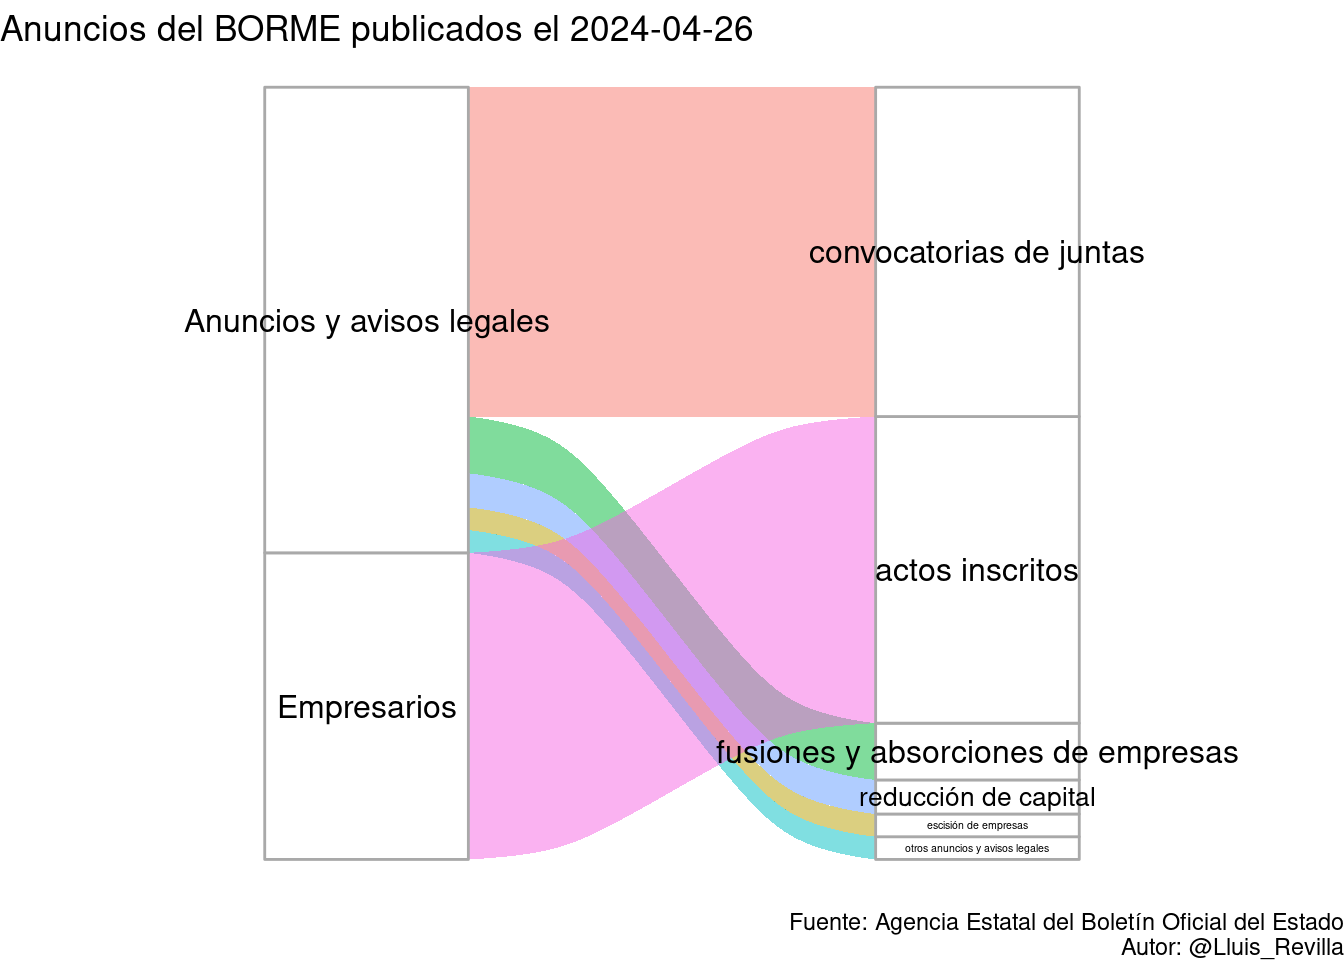 Anuncios del BORME publicados el 2024-04-26
convocatorias de juntas
Anuncios y avisos legales
actos inscritos
Empresarios
fusiones y absorciones de empresas
reducción de capital
escisión de empresas
otros anuncios y avisos legales
Fuente: Agencia Estatal del Boletín Oficial del Estado
Autor: @Lluis_Revilla